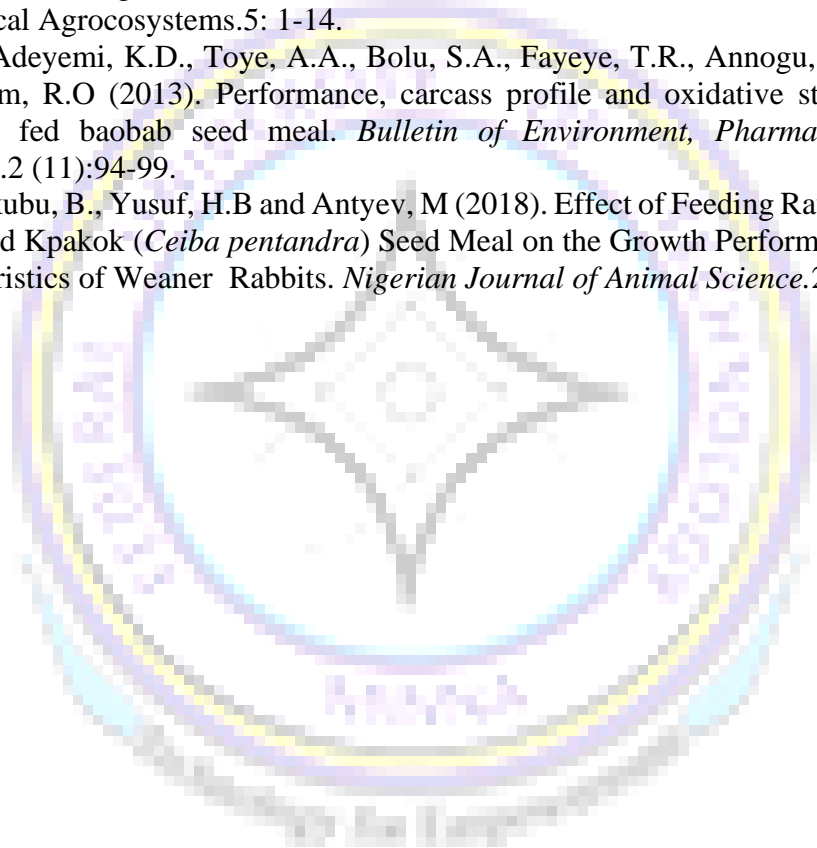 cal Agrocosystems.5: 1-14.
Adeyemi, K.D., Toye, A.A., Bolu, S.A., Fayeye, T.R., Annogu,
m, R.O (2013). Performance, carcass profile and oxidative st
fed baobab seed meal. Bulletin of Environment, Pharma
.2 (11):94-99.
kubu, B., Yusuf, H.B and Antyev, M (2018). Effect of Feeding Ra
d Kpakok (Ceiba pentandra) Seed Meal on the Growth Perform
ristics of Weaner Rabbits. Nigerian Journal of Animal Science.2